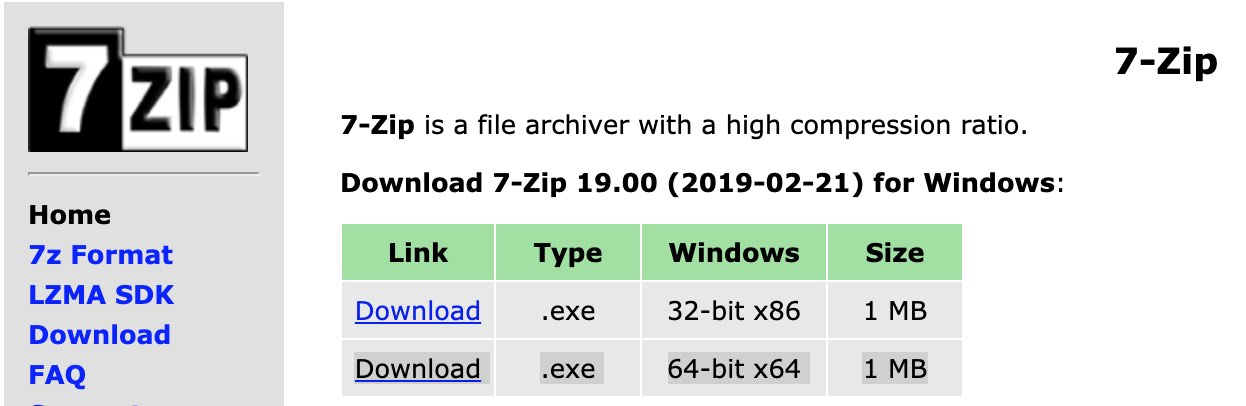 7ZIP
Home
7z Format
LZMA SDK
Download
FAQ
7-Zip
7-Zip is a file archiver with a high compression ratio.
Download 7-Zip 19.00 (2019-02-21) for Windows:
Link Type Windows Size
Download .exe 32-bit x86 1 MB
Download .exe 64-bit x64 1 MB